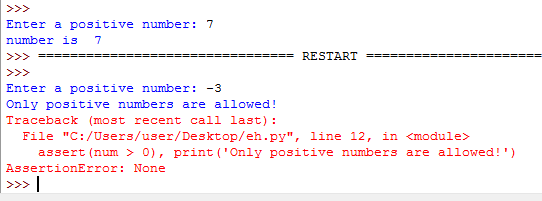 >>>
Enter a positive number: 7
number is  7
>>> ================================ RESTART ======================
>>>
Enter a positive number: -3
Only positive numbers are allowed!
Traceback (most recent call last):
  File "C:/Users/user/Desktop/eh.py", line 12, in <module>
    assert(num > 0), print('Only positive numbers are allowed!')
AssertionError: None
>>>